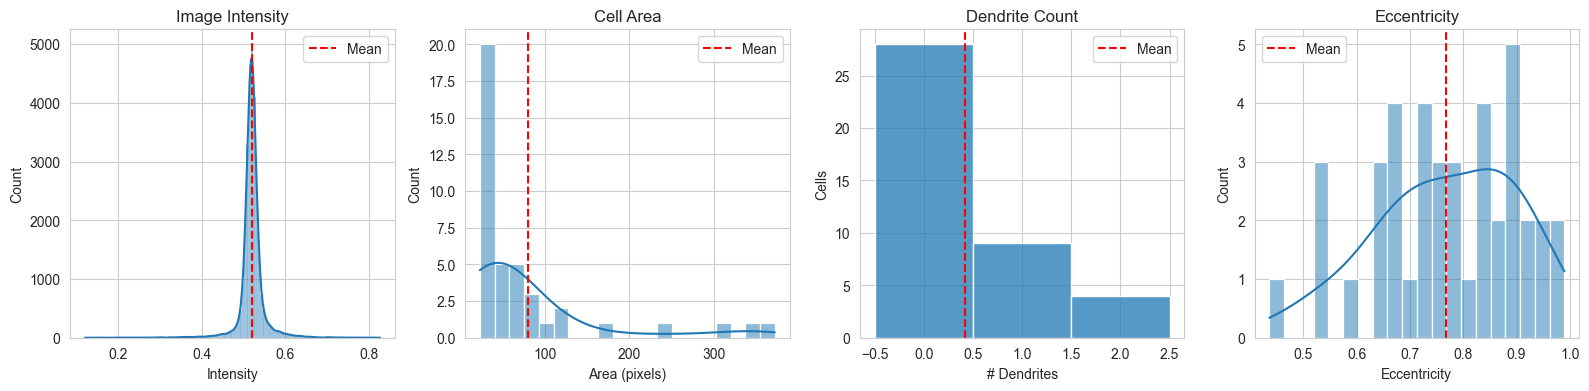 Image Intensity
Mean
5000
4000
3000
2000
1000
0
Count
0.2 0.4 0.6 0.8
Intensity
Cell Area
Mean
20.0
17.5
15.0
12.5
10.0
7.5
5.0
2.5
0.0
Count
100 200 300
Area (pixels)
Dendrite Count
Mean
25
20
15
10
5
0
Cells
−0.5 0.0 0.5 1.0 1.5 2.0 2.5
# Dendrites
Eccentricity
Mean
5
4
3
2
1
0
Count
0.5 0.6 0.7 0.8 0.9 1.0
Eccentricity